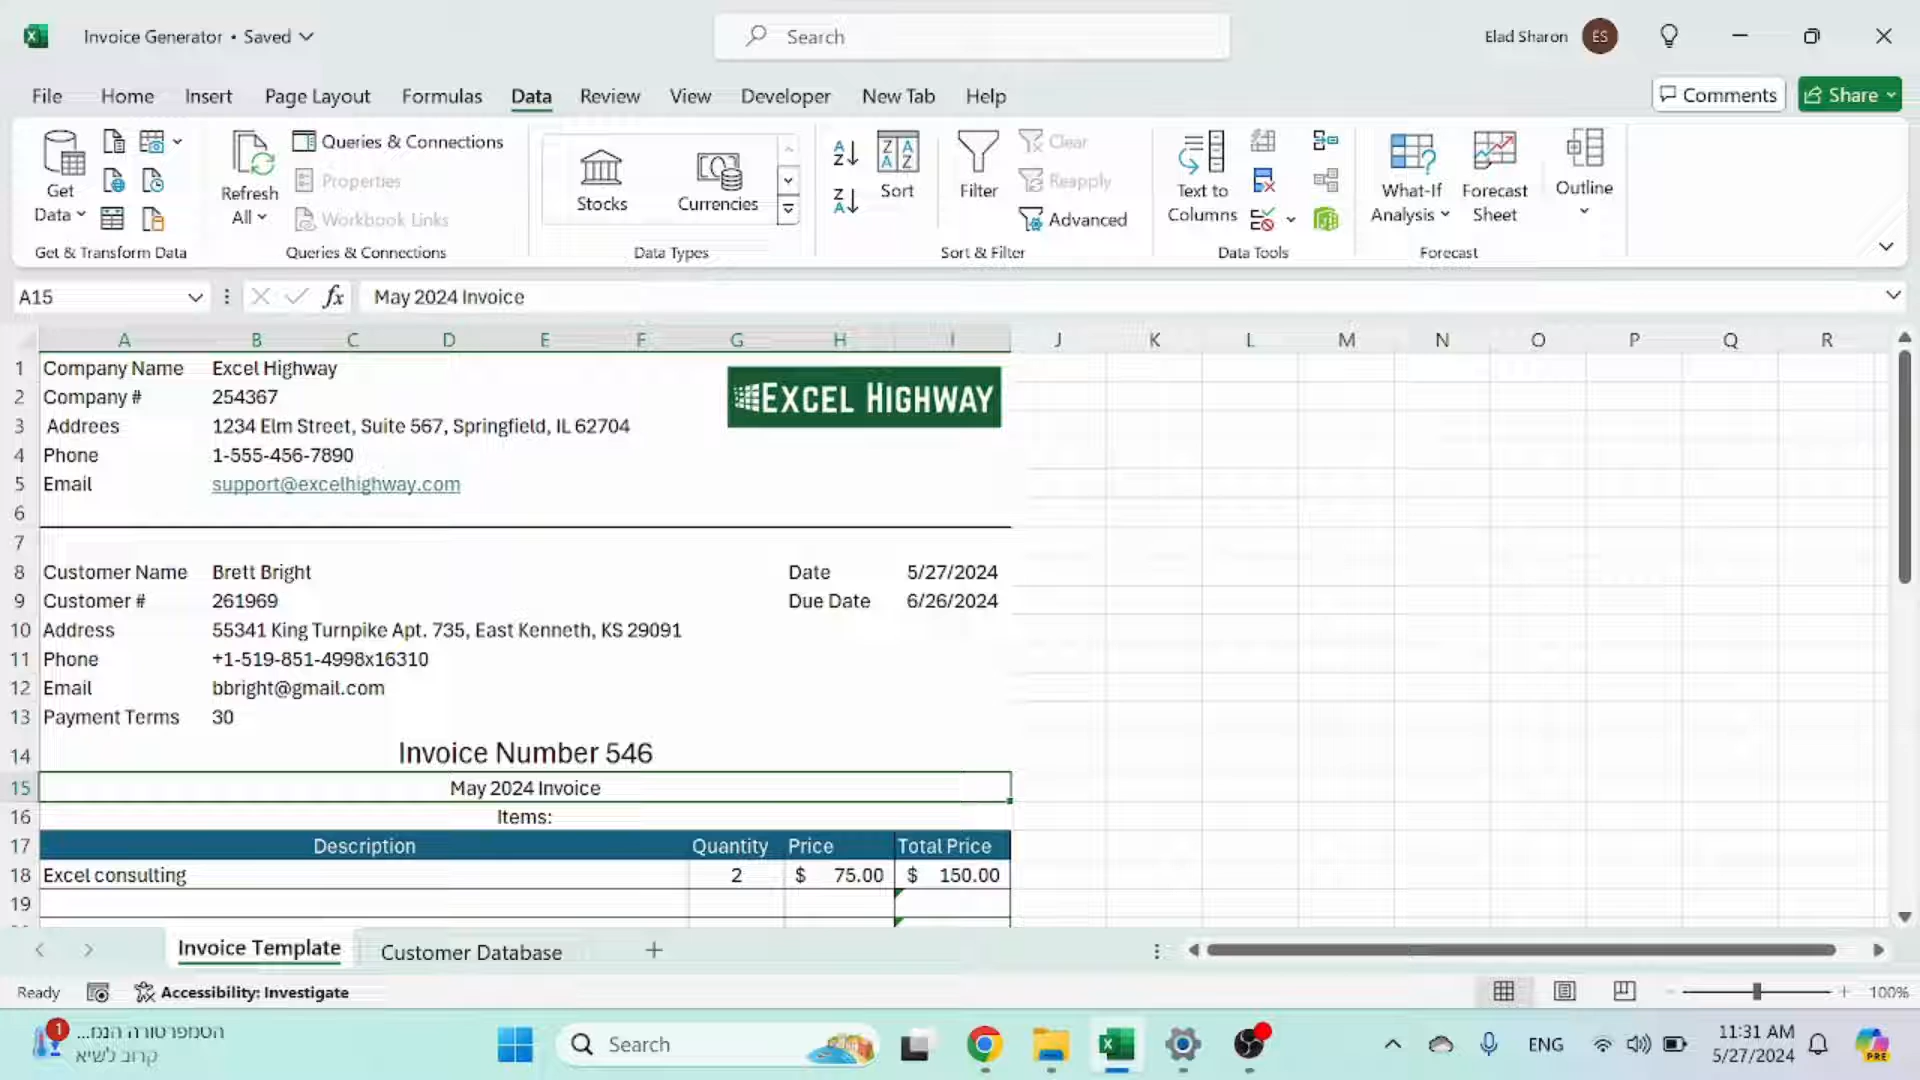 Invoice Generator • Saved
Search
Elad Sharon ES
File Home Insert Page Layout Formulas Data Review View Developer New Tab Help
Comments Share
Get Data
Refresh All
Queries & Connections
Properties
Workbook Links
Stocks
Currencies
Sort
Filter
Clear
Reapply
Advanced
Text to Columns
What-If Analysis
Forecast Sheet
Outline
Get & Transform Data
Queries & Connections
Data Types
Sort & Filter
Data Tools
Forecast
A15
fx
May 2024 Invoice
A B C D E F G H I J K L M N O P Q R
1 Company Name Excel Highway
EXCEL HIGHWAY
2 Company # 254367
3 Addrees 1234 Elm Street, Suite 567, Springfield, IL 62704
4 Phone 1-555-456-7890
5 Email support@excelhighway.com
6
7
8 Customer Name Brett Bright Date 5/27/2024
9 Customer # 261969 Due Date 6/26/2024
10 Address 55341 King Turnpike Apt. 735, East Kenneth, KS 29091
11 Phone +1-519-851-4998x16310
12 Email bbright@gmail.com
13 Payment Terms 30
14 Invoice Number 546
15 May 2024 Invoice
16 Items:
17 Description Quantity Price Total Price
18 Excel consulting 2 $ 75.00 $ 150.00
19
Invoice Template Customer Database
Ready Accessibility: Investigate 100%
1 הטמפרטורה הנמ...
קרוב לשיא
Search
ENG
11:31 AM
5/27/2024
PRE